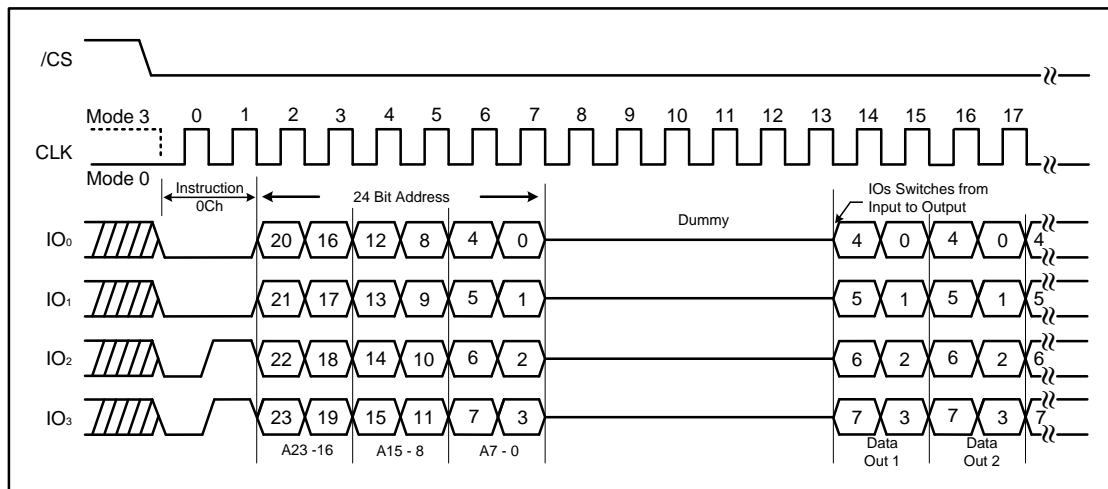 /CS
Mode 3 0 1 2 3 4 5 6 7 8 9 10 11 12 13 14 15 16 17
CLK
Mode 0
Instruction
0Ch
24 Bit Address
IOs Switches from
Input to Output
Dummy
IO₀ 20 16 12 8 4 0 4 0 4 0 4
IO₁ 21 17 13 9 5 1 5 1 5 1 5
IO₂ 22 18 14 10 6 2 6 2 6 2 6
IO₃ 23 19 15 11 7 3 7 3 7 3 7
A23 -16 A15 - 8 A7 - 0
Data
Out 1
Data
Out 2